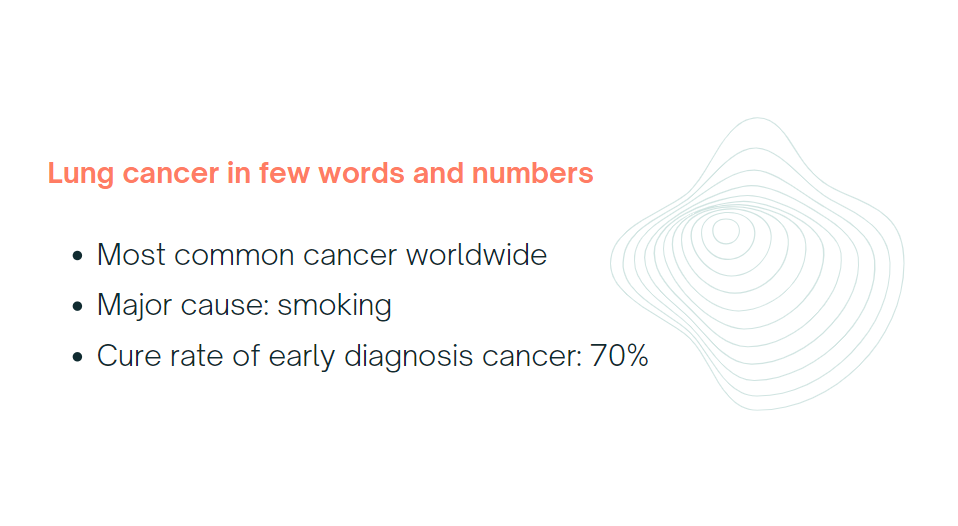 Lung cancer in few words and numbers
• Most common cancer worldwide
• Major cause: smoking
• Cure rate of early diagnosis cancer: 70%